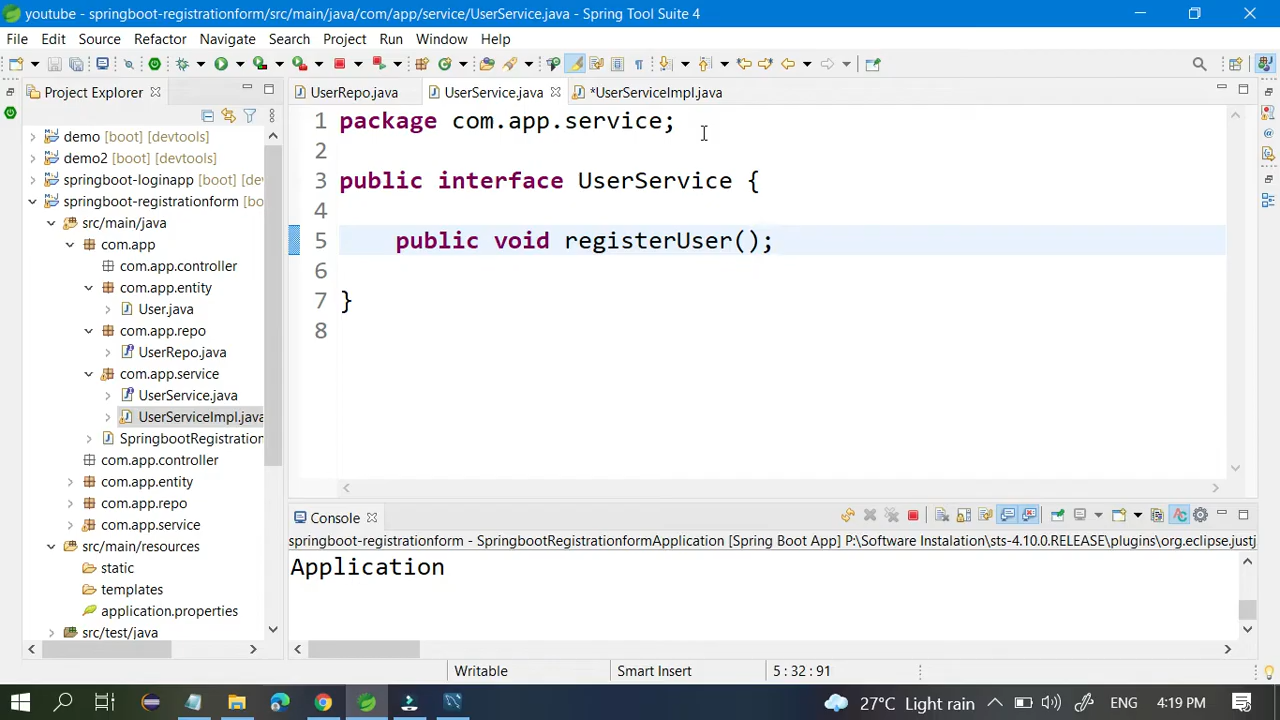 youtube - springboot-registrationform/src/main/java/com/app/service/UserService.java - Spring Tool Suite 4
File Edit Source Refactor Navigate Search Project Run Window Help
Project Explorer
UserRepo.java UserService.java *UserServiceImpl.java
demo [boot] [devtools]
demo2 [boot] [devtools]
springboot-loginapp [boot] [de
springboot-registrationform [bo
src/main/java
com.app
com.app.controller
com.app.entity
User.java
com.app.repo
UserRepo.java
com.app.service
UserService.java
UserServiceImpl.java
SpringbootRegistration
com.app.controller
com.app.entity
com.app.repo
com.app.service
src/main/resources
static
templates
application.properties
src/test/java
1 package com.app.service;
2
3 public interface UserService {
4
5 public void registerUser();
6
7 }
8
Console
springboot-registrationform - SpringbootRegistrationformApplication [Spring Boot App] P:\Software Instalation\sts-4.10.0.RELEASE\plugins\org.eclipse.justj
Application
Writable Smart Insert 5 : 32 : 91
27°C Light rain ENG 4:19 PM